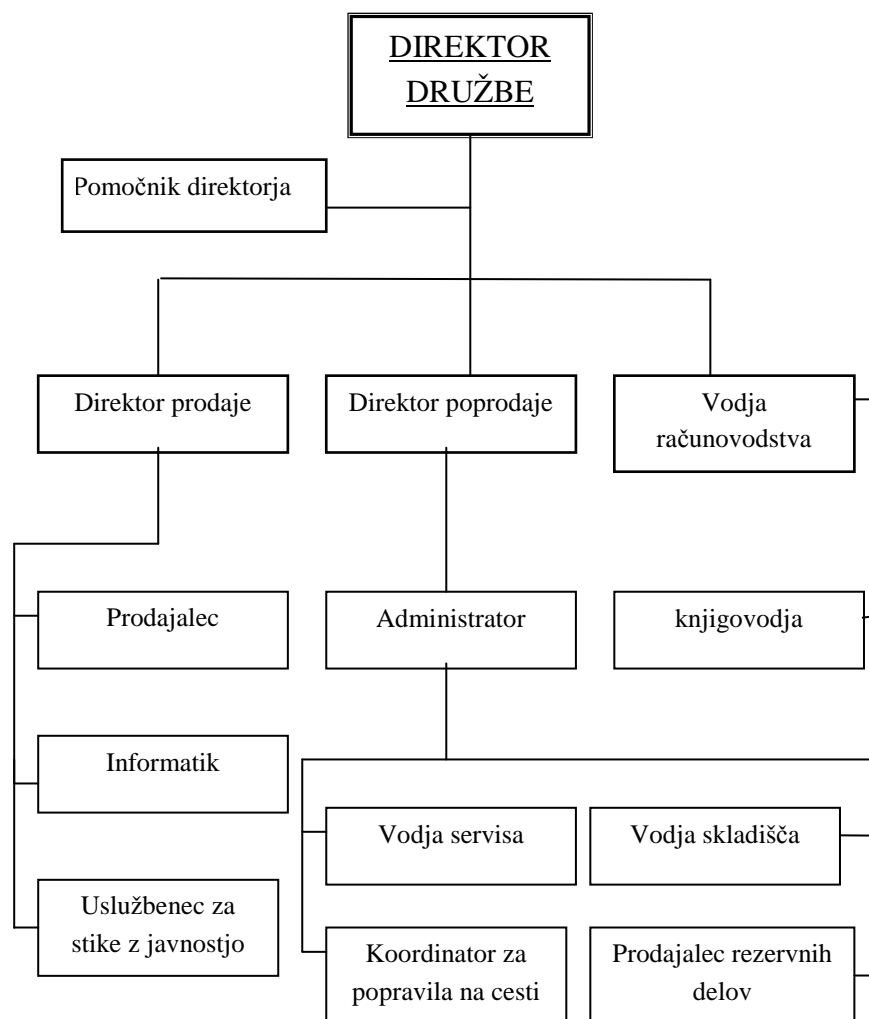 DIREKTOR
DRUŽBE
Pomočnik direktorja
Direktor prodaje
Direktor poprodaje
Vodja
računovodstva
Prodajalec
Administrator
knjigovodja
Informatik
Vodja servisa
Vodja skladišča
Uslužbenec za
stike z javnostjo
Koordinator za
popravila na cesti
Prodajalec rezervnih
delov